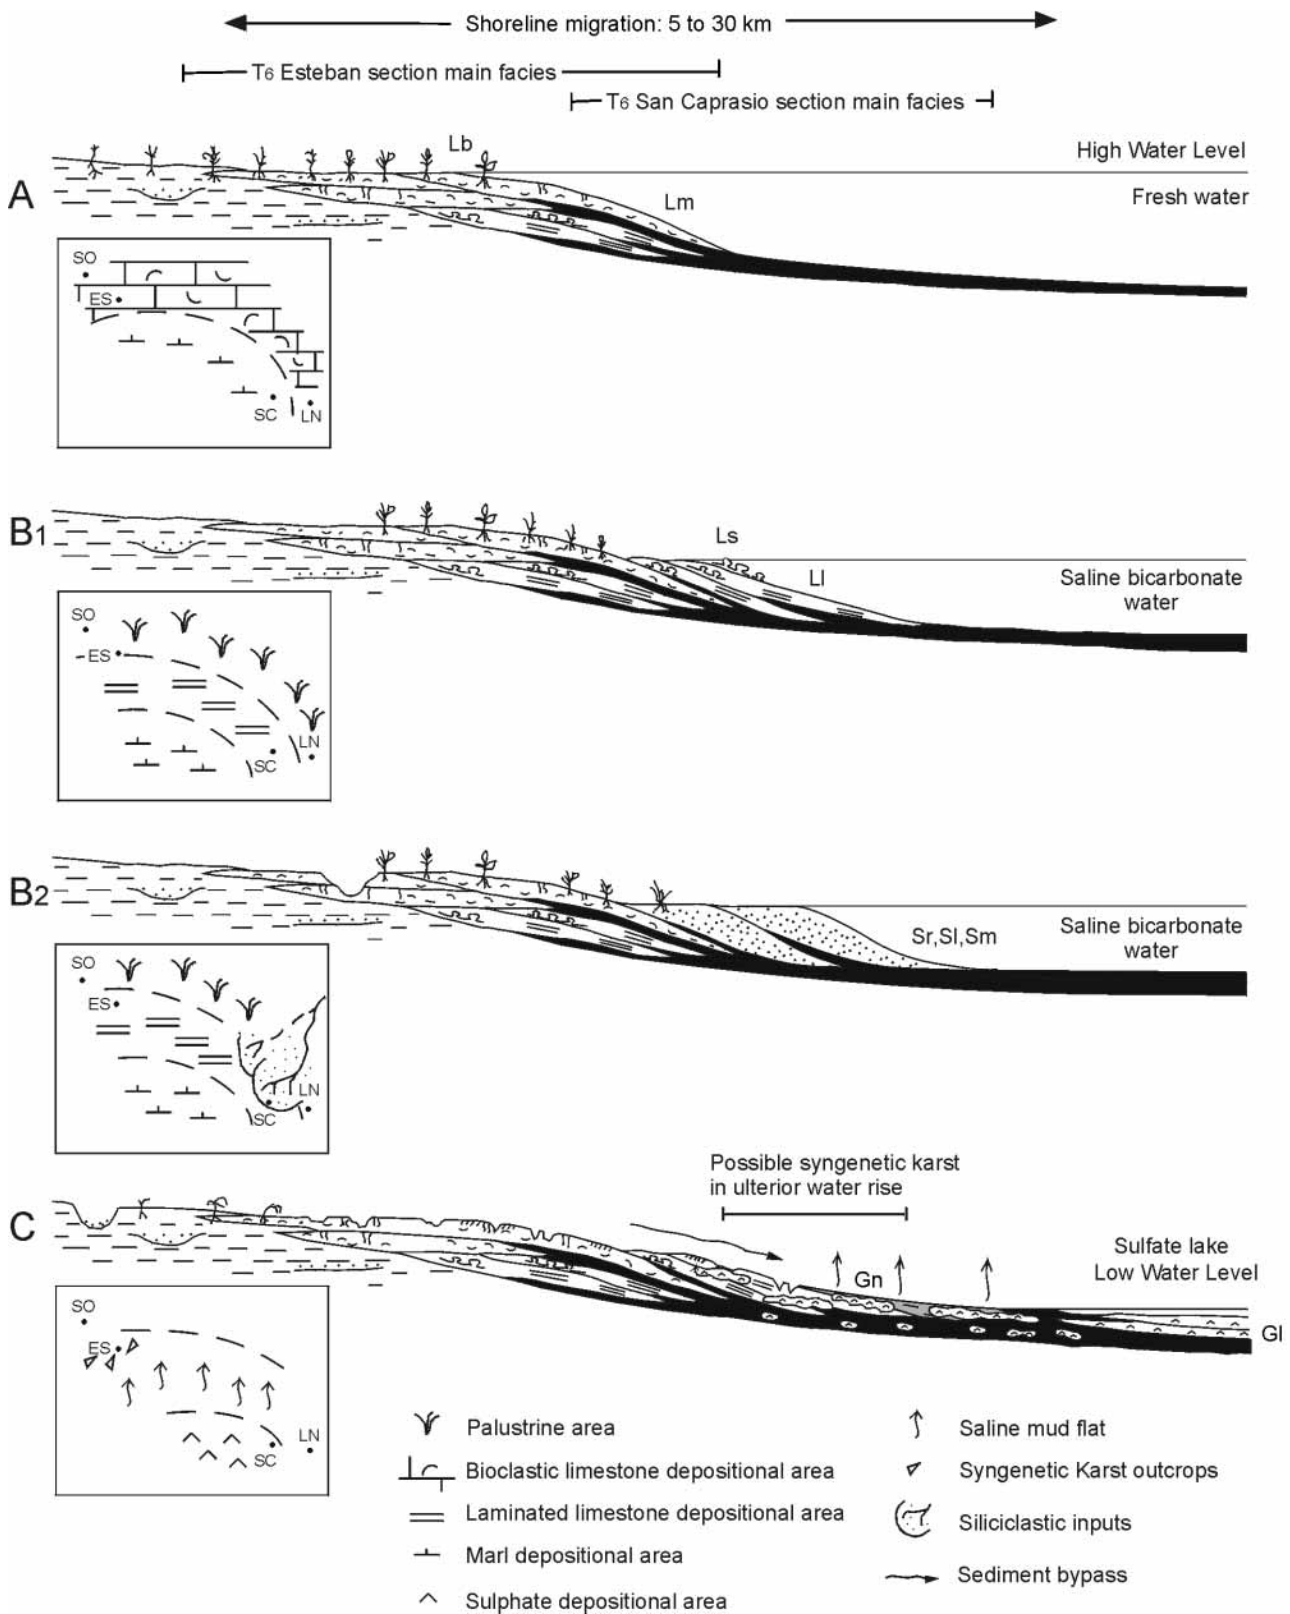 Shoreline migration: 5 to 30 km
T6 Esteban section main facies
T6 San Caprasio section main facies
Lb
High Water Level
A
Lm
Fresh water
SO
ES
SC
LN
B1
Ls
Ll
Saline bicarbonate
water
SO
ES
LN
SC
B2
Sr,Sl,Sm
Saline bicarbonate
water
SO
ES
LN
SC
Possible syngenetic karst
in ulterior water rise
C
Sulfate lake
Low Water Level
Gn
Gl
SO
ES
LN
SC
Palustrine area
Bioclastic limestone depositional area
Laminated limestone depositional area
Marl depositional area
Sulphate depositional area
Saline mud flat
Syngenetic Karst outcrops
Siliciclastic inputs
Sediment bypass